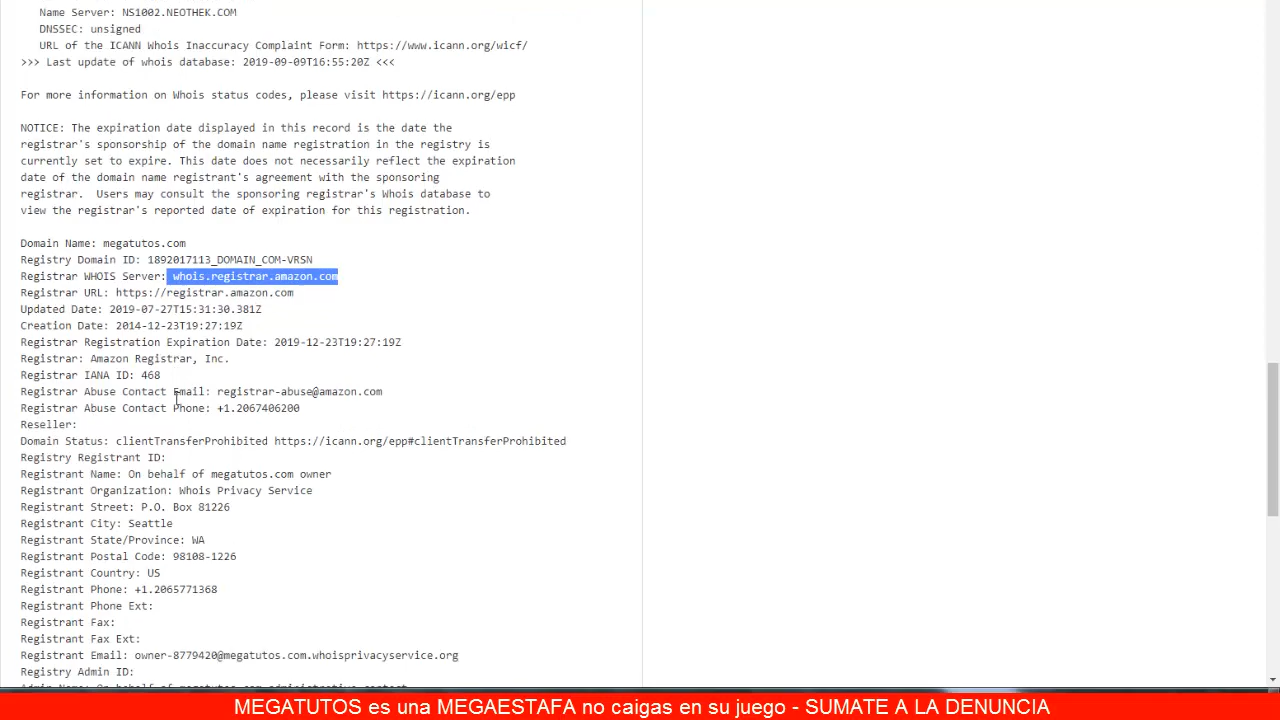 Name Server: NS1002.NEOTHEK.COM
DNSSEC: unsigned
URL of the ICANN Whois Inaccuracy Complaint Form: https://www.icann.org/wicf/
>>> Last update of whois database: 2019-09-09T16:55:20Z <<<
For more information on Whois status codes, please visit https://icann.org/epp
NOTICE: The expiration date displayed in this record is the date the
registrar's sponsorship of the domain name registration in the registry is
currently set to expire. This date does not necessarily reflect the expiration
date of the domain name registrant's agreement with the sponsoring
registrar.  Users may consult the sponsoring registrar's Whois database to
view the registrar's reported date of expiration for this registration.
Domain Name: megatutos.com
Registry Domain ID: 1892017113_DOMAIN_COM-VRSN
Registrar WHOIS Server: whois.registrar.amazon.com
Registrar URL: https://registrar.amazon.com
Updated Date: 2019-07-27T15:31:30.381Z
Creation Date: 2014-12-23T19:27:19Z
Registrar Registration Expiration Date: 2019-12-23T19:27:19Z
Registrar: Amazon Registrar, Inc.
Registrar IANA ID: 468
Registrar Abuse Contact Email: registrar-abuse@amazon.com
Registrar Abuse Contact Phone: +1.2067406200
Reseller:
Domain Status: clientTransferProhibited https://icann.org/epp#clientTransferProhibited
Registry Registrant ID:
Registrant Name: On behalf of megatutos.com owner
Registrant Organization: Whois Privacy Service
Registrant Street: P.O. Box 81226
Registrant City: Seattle
Registrant State/Province: WA
Registrant Postal Code: 98108-1226
Registrant Country: US
Registrant Phone: +1.2065771368
Registrant Phone Ext:
Registrant Fax:
Registrant Fax Ext:
Registrant Email: owner-8779420@megatutos.com.whoisprivacyservice.org
Registry Admin ID:
Admin Name: On behalf of megatutos.com administrative contact
MEGATUTOS es una MEGAESTAFA no caigas en su juego - SUMATE A LA DENUNCIA